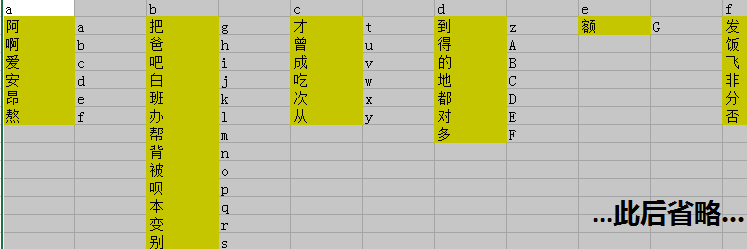 a b c d e f
阿 a 把 g 才 t 到 z 额 G 发
啊 b 爸 h 曾 u 得 A 饭
爱 c 吧 i 成 v 的 B 飞
安 d 白 j 吃 w 地 C 非
昂 e 班 k 次 x 都 D 分
熬 f 办 l 从 y 对 E 否
帮 m 多 F
背 n
被 o
呗 p
本 q
变 r
别 s
...此后省略...